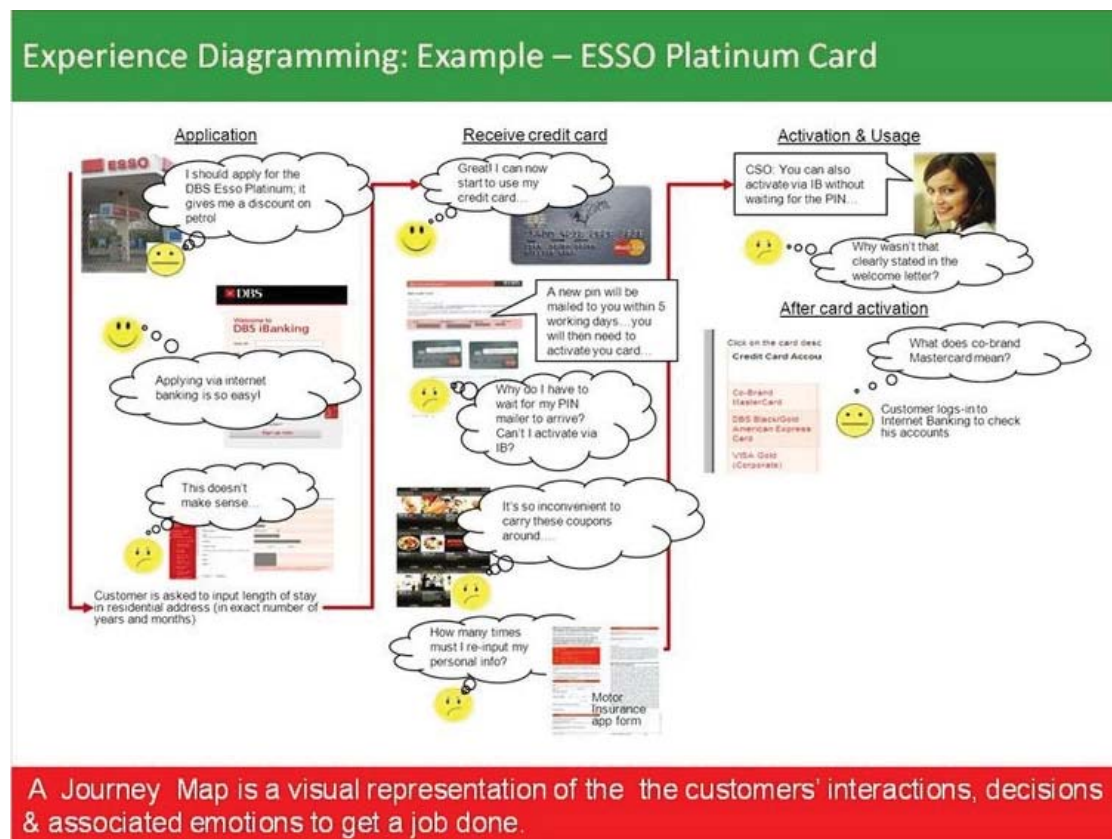 Experience Diagramming: Example – ESSO Platinum Card
Application
ESSO
I should apply for the
DBS Esso Platinum; it
gives me a discount on
petrol
DBS
Welcome to
DBS iBanking
Applying via internet
banking is so easy!
This doesn't
make sense...
Customer is asked to input length of stay
in residential address (in exact number of
years and months)
Receive credit card
Great! I can now
start to use my
credit card...
A new pin will be
mailed to you within 5
working days...you
will then need to
activate you card...
Why do I have to
wait for my PIN
mailer to arrive?
Can't I activate via
IB?
It's so inconvenient to
carry these coupons
around....
How many times
must I re-input my
personal info?
Motor
Insurance
app form
Activation & Usage
CSO: You can also
activate via IB without
waiting for the PIN...
Why wasn't that
clearly stated in the
welcome letter?
After card activation
Click on the card desc
Credit Card Accou
Co-Brand
MasterCard
DBS Black/Gold
American Express
Card
VISA Gold
(Corporate)
What does co-brand
Mastercard mean?
Customer logs-in to
Internet Banking to check
his accounts
A Journey Map is a visual representation of the the customers' interactions, decisions
& associated emotions to get a job done.